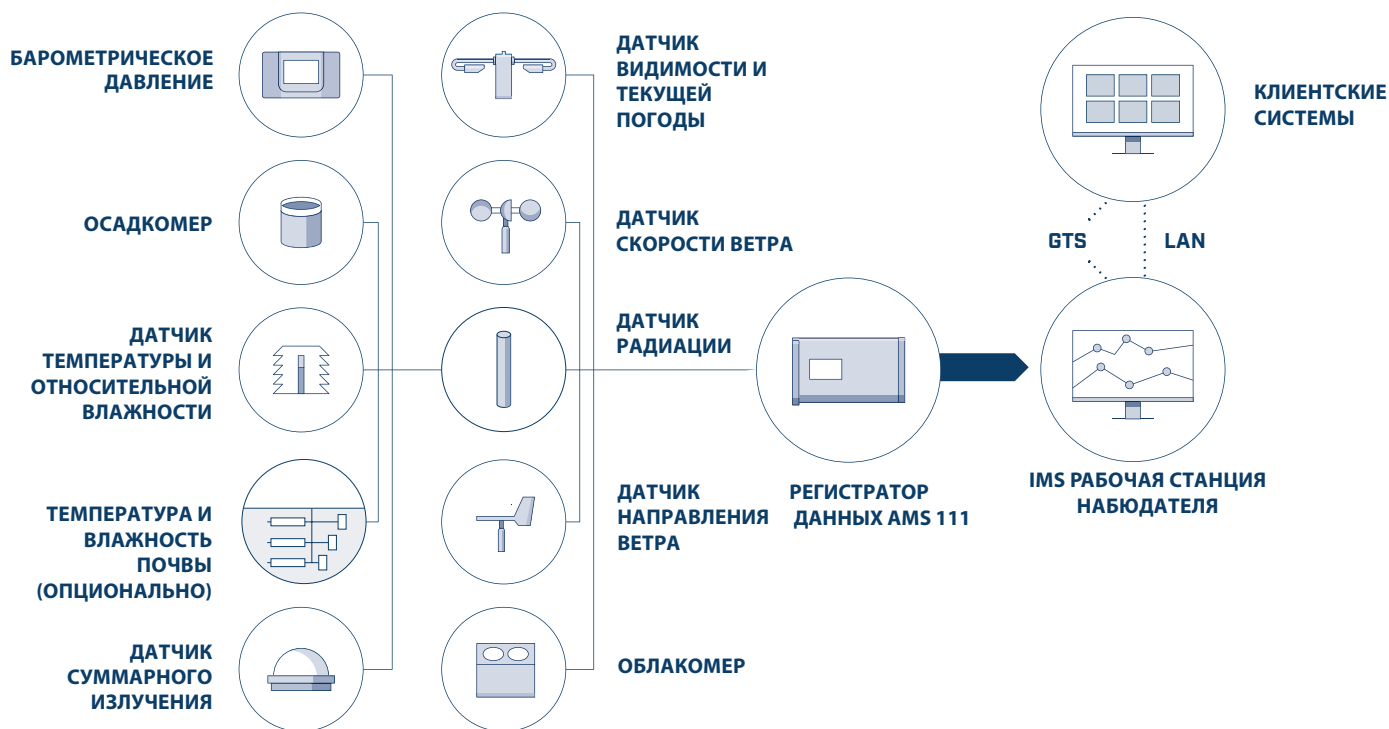 БАРОМЕТРИЧЕСКОЕ
ДАВЛЕНИЕ
ОСАДКОМЕР
ДАТЧИК
ТЕМПЕРАТУРЫ И
ОТНОСИТЕЛЬНОЙ
ВЛАЖНОСТИ
ТЕМПЕРАТУРА И
ВЛАЖНОСТЬ
ПОЧВЫ
(ОПЦИОНАЛЬНО)
ДАТЧИК
СУММАРНОГО
ИЗЛУЧЕНИЯ
ДАТЧИК
ВИДИМОСТИ И
ТЕКУЩЕЙ
ПОГОДЫ
ДАТЧИК
СКОРОСТИ ВЕТРА
ДАТЧИК
РАДИАЦИИ
ДАТЧИК
НАПРАВЛЕНИЯ
ВЕТРА
ОБЛАКОМЕР
РЕГИСТРАТОР
ДАННЫХ AMS 111
КЛИЕНТСКИЕ
СИСТЕМЫ
GTS
LAN
IMS РАБОЧАЯ СТАНЦИЯ
НАБЮДАТЕЛЯ